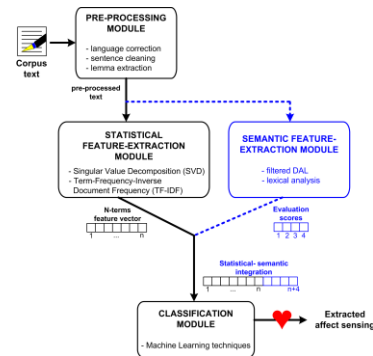 PRE-PROCESSING
MODULE
- language correction
- sentence cleaning
- lemma extraction
Corpus
text
pre-processed
text
STATISTICAL
FEATURE-EXTRACTION
MODULE
- Singular Value Decomposition (SVD)
- Term-Frequency-Inverse
Document Frequency (TF-IDF)
SEMANTIC FEATURE-
EXTRACTION MODULE
- filtered DAL
- lexical analysis
N-terms
feature vector
1 ... n
Evaluation
scores
1 2 3 4
Statistical- semantic
integration
1 ... n n+4
CLASSIFICATION
MODULE
- Machine Learning techniques
Extracted
affect sensing